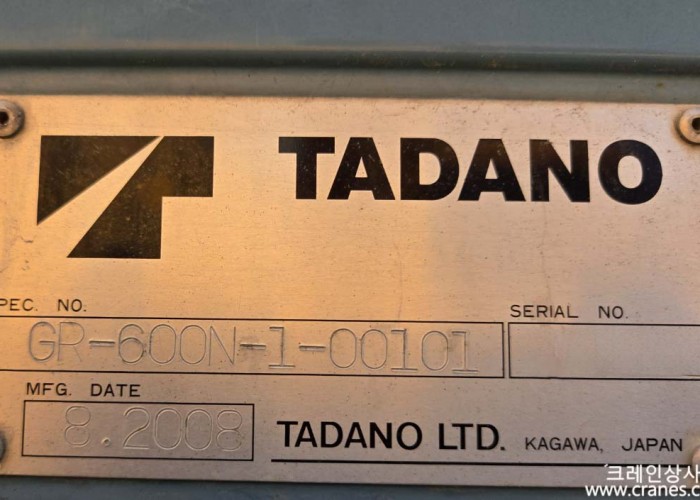 TADANO
PEC. NO.
SERIAL NO.
GR-600N-1-00101
MFG. DATE
8.2008
TADANO LTD. KAGAWA, JAPAN
크레인상사
www.cranes.c